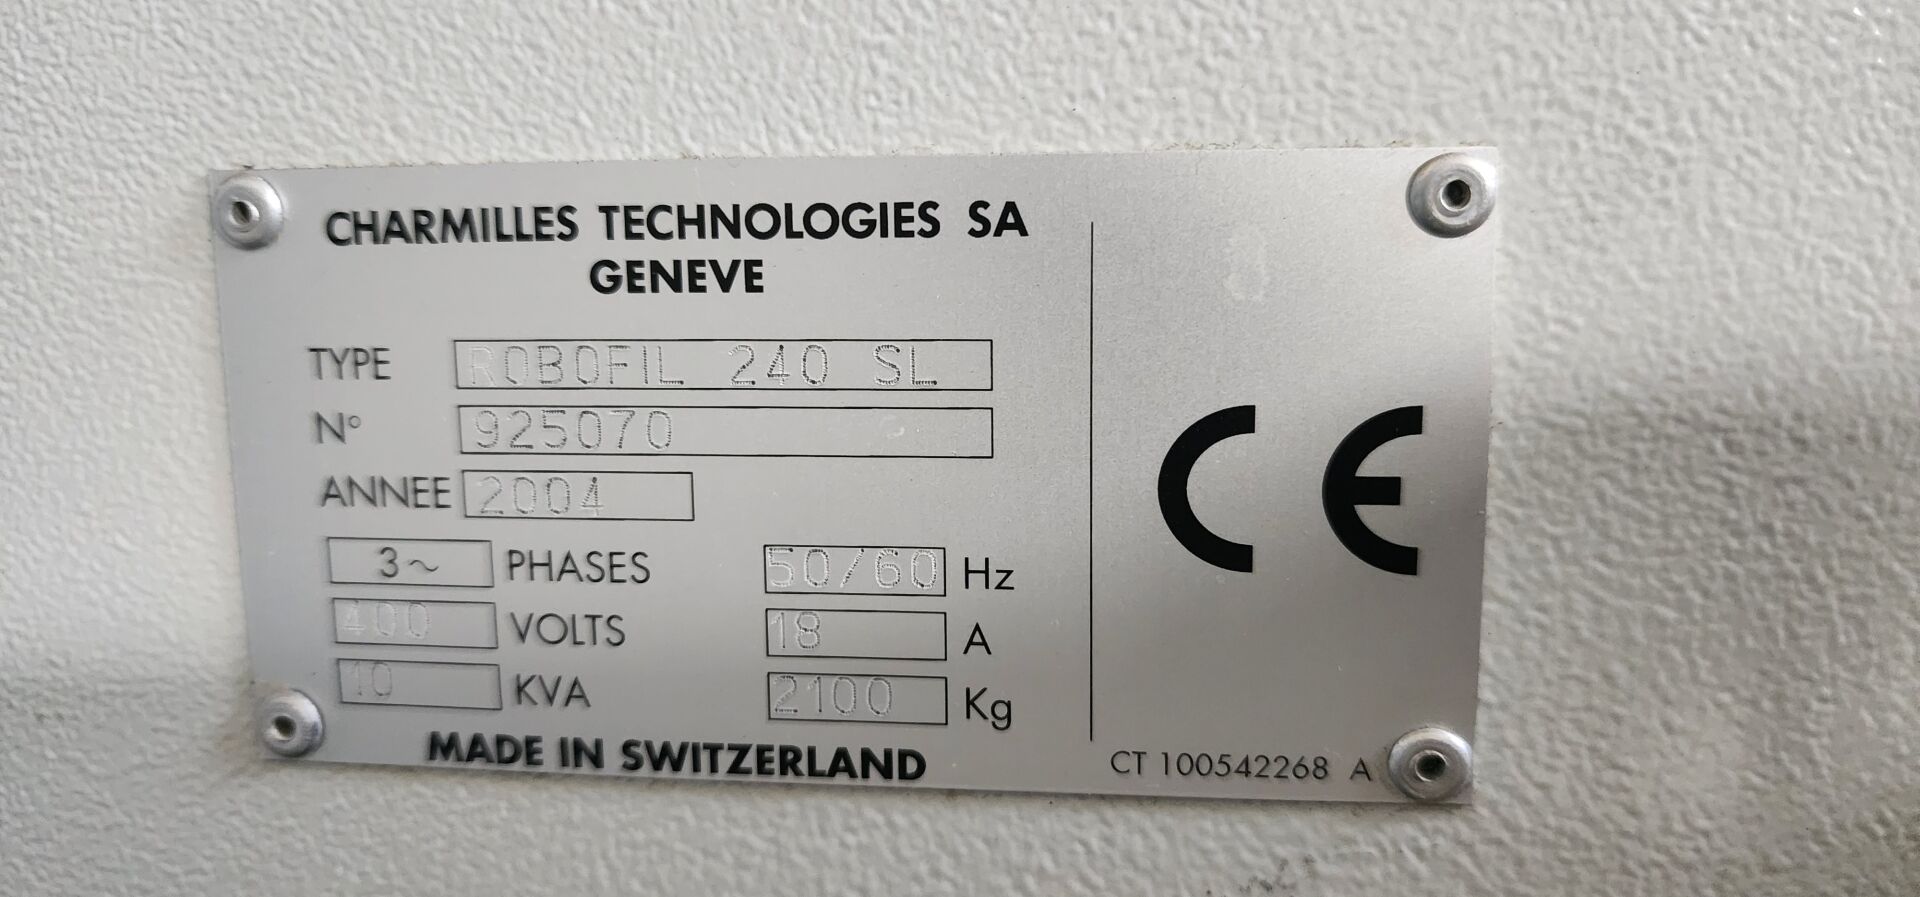 CHARMILLES TECHNOLOGIES SA
GENEVE
TYPE ROBOFIL 240 SL
N° 925070
ANNEE 2004
3~ PHASES 50/60 Hz
400 VOLTS 18 A
10 KVA 2100 Kg
MADE IN SWITZERLAND
CE
CT 100542268 A